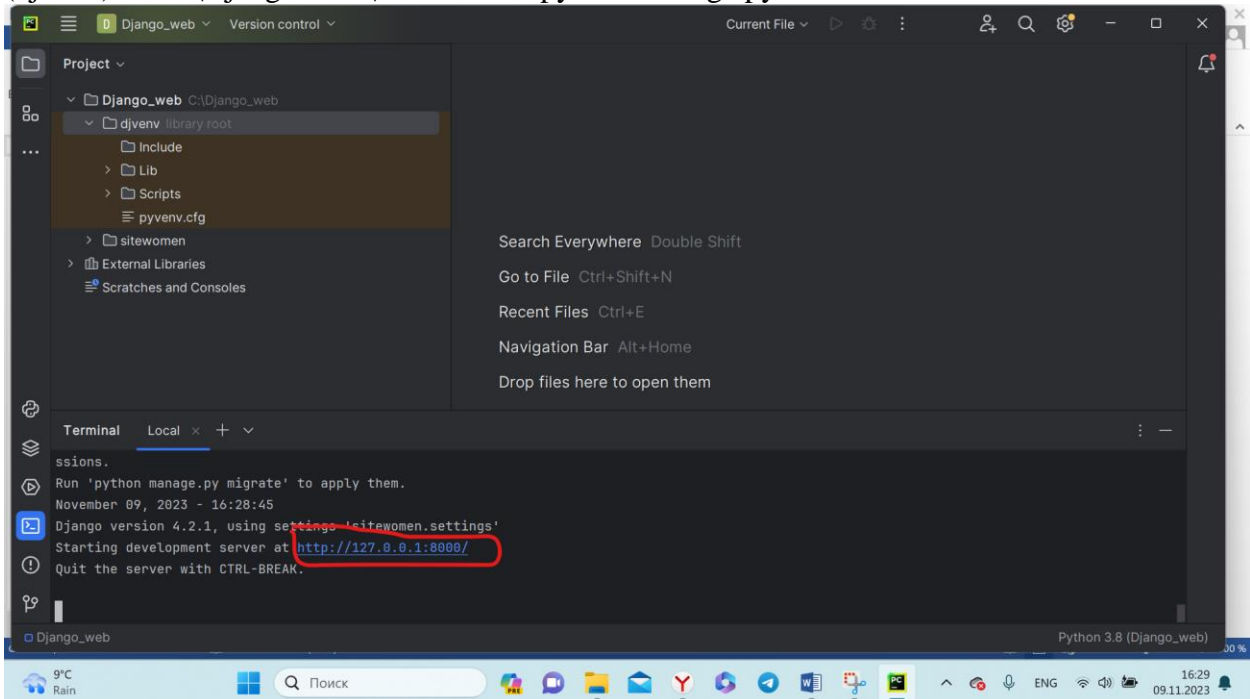 Django_web
Version control
Current File
Project
Django_web C:\Django_web
djvenv library root
Include
Lib
Scripts
pyvenv.cfg
sitewomen
External Libraries
Scratches and Consoles
Search Everywhere Double Shift
Go to File Ctrl+Shift+N
Recent Files Ctrl+E
Navigation Bar Alt+Home
Drop files here to open them
Terminal Local
ssions.
Run 'python manage.py migrate' to apply them.
November 09, 2023 - 16:28:45
Django version 4.2.1, using settings 'sitewomen.settings'
Starting development server at http://127.0.0.1:8000/
Quit the server with CTRL-BREAK.
Django_web
Python 3.8 (Django_web)
9°C
Rain
Поиск
ENG
16:29
09.11.2023